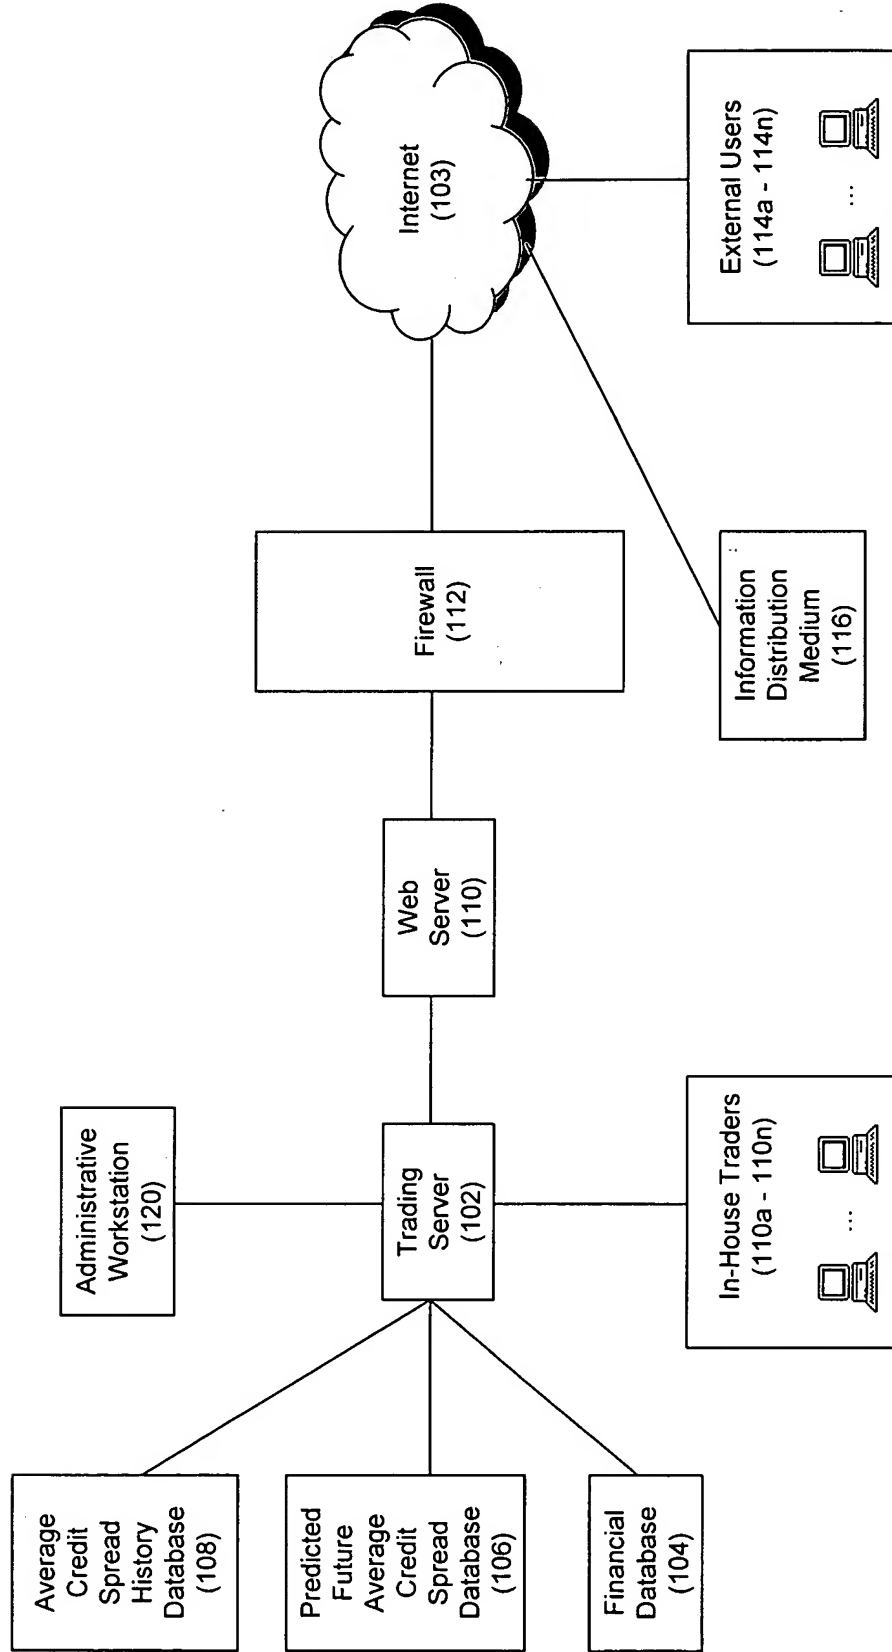 Average
Credit
Spread
History
Database
(108)
Predicted
Future
Average
Credit
Spread
Database
(106)
Financial
Database
(104)
Administrative
Workstation
(120)
Trading
Server
(102)
In-House Traders
(110a - 110n)
...
Web
Server
(110)
Firewall
(112)
Information
Distribution
Medium
(116)
Internet
(103)
External Users
(114a - 114n)
...